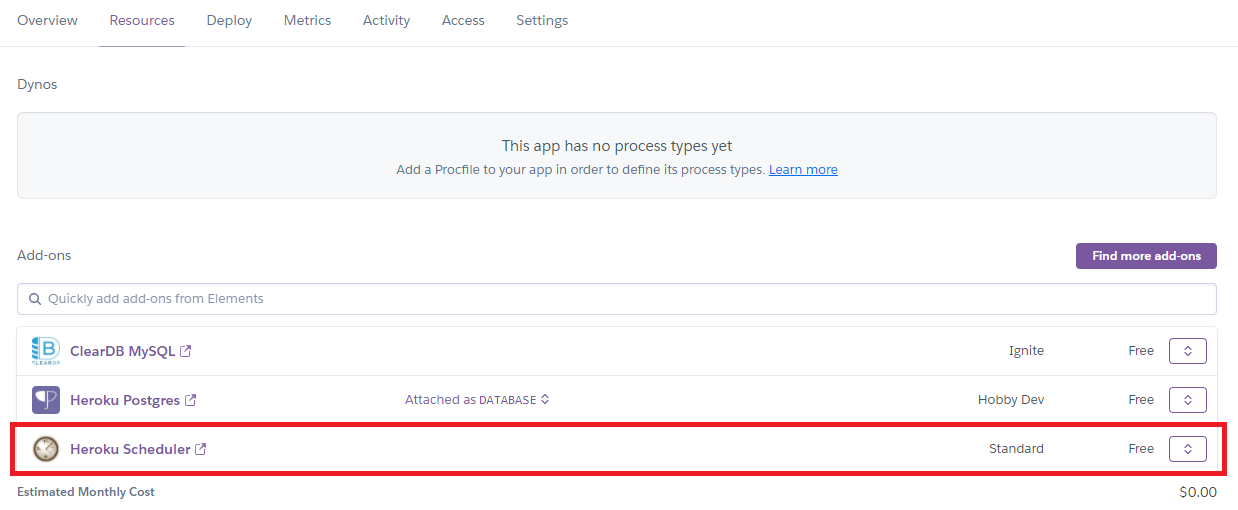 Overview Resources Deploy Metrics Activity Access Settings
Dynos
This app has no process types yet
Add a Procfile to your app in order to define its process types. Learn more
Add-ons
Find more add-ons
Quickly add add-ons from Elements
B ClearDB MySQL Ignite Free
CLEARDB
Heroku Postgres Attached as DATABASE Hobby Dev Free
Heroku Scheduler Standard Free
Estimated Monthly Cost $0.00